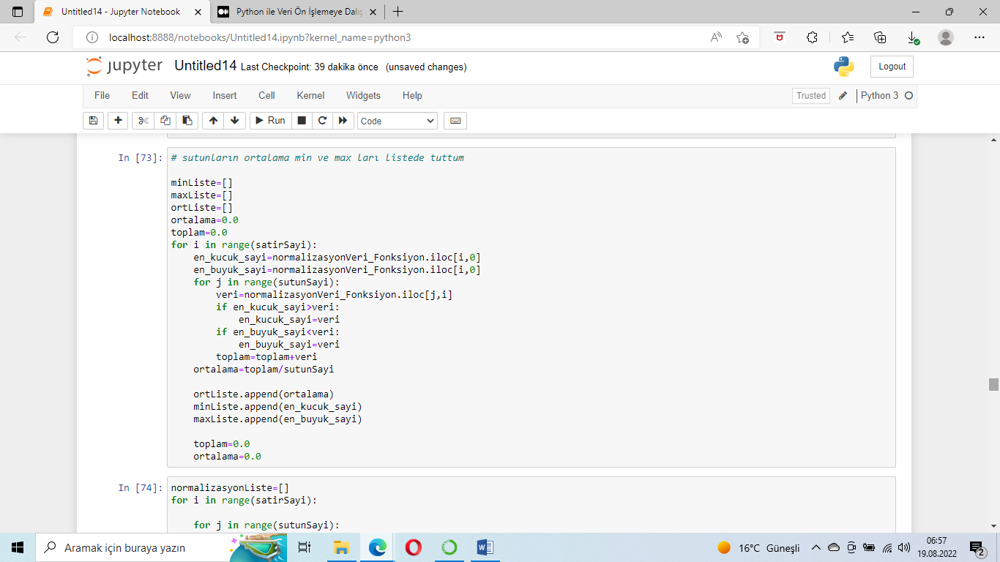 Untitled14 - Jupyter Notebook
Python ile Veri Ön İşlemeye Dalış
localhost:8888/notebooks/Untitled14.ipynb?kernel_name=python3
jupyter Untitled14 Last Checkpoint: 39 dakika önce (unsaved changes)
Logout
File Edit View Insert Cell Kernel Widgets Help
Trusted
Python 3
Run
Code
In [73]:
# sutunların ortalama min ve max ları listede tuttum
minListe=[]
maxListe=[]
ortListe=[]
ortalama=0.0
toplam=0.0
for i in range(satirSayi):
    en_kucuk_sayi=normalizasyonVeri_Fonksiyon.iloc[i,0]
    en_buyuk_sayi=normalizasyonVeri_Fonksiyon.iloc[i,0]
    for j in range(sutunSayi):
        veri=normalizasyonVeri_Fonksiyon.iloc[j,i]
        if en_kucuk_sayi>veri:
            en_kucuk_sayi=veri
        if en_buyuk_sayi<veri:
            en_buyuk_sayi=veri
        toplam=toplam+veri
    ortalama=toplam/sutunSayi
    ortListe.append(ortalama)
    minListe.append(en_kucuk_sayi)
    maxListe.append(en_buyuk_sayi)
    toplam=0.0
    ortalama=0.0
In [74]:
normalizasyonListe=[]
for i in range(satirSayi):
    for j in range(sutunSayi):
Aramak için buraya yazın
16°C Güneşli
06:57
19.08.2022
2